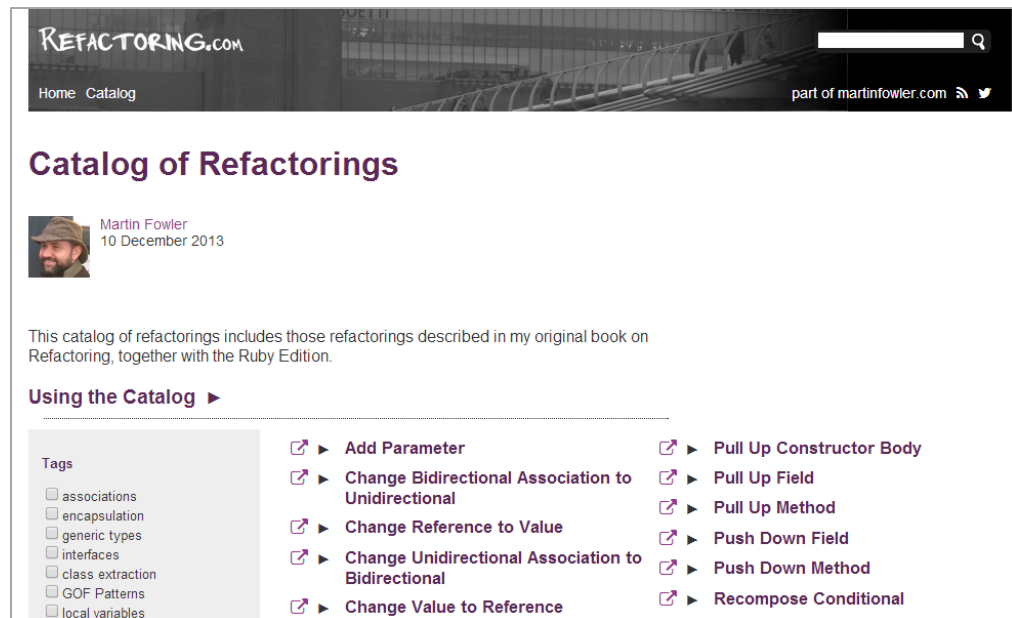 REFACTORING.COM
Home Catalog
part of martinfowler.com
Catalog of Refactorings
Martin Fowler
10 December 2013
This catalog of refactorings includes those refactorings described in my original book on
Refactoring, together with the Ruby Edition.
Using the Catalog ►
Tags
associations
encapsulation
generic types
interfaces
class extraction
GOF Patterns
local variables
► Add Parameter
► Change Bidirectional Association to
Unidirectional
► Change Reference to Value
► Change Unidirectional Association to
Bidirectional
► Change Value to Reference
► Pull Up Constructor Body
► Pull Up Field
► Pull Up Method
► Push Down Field
► Push Down Method
► Recompose Conditional